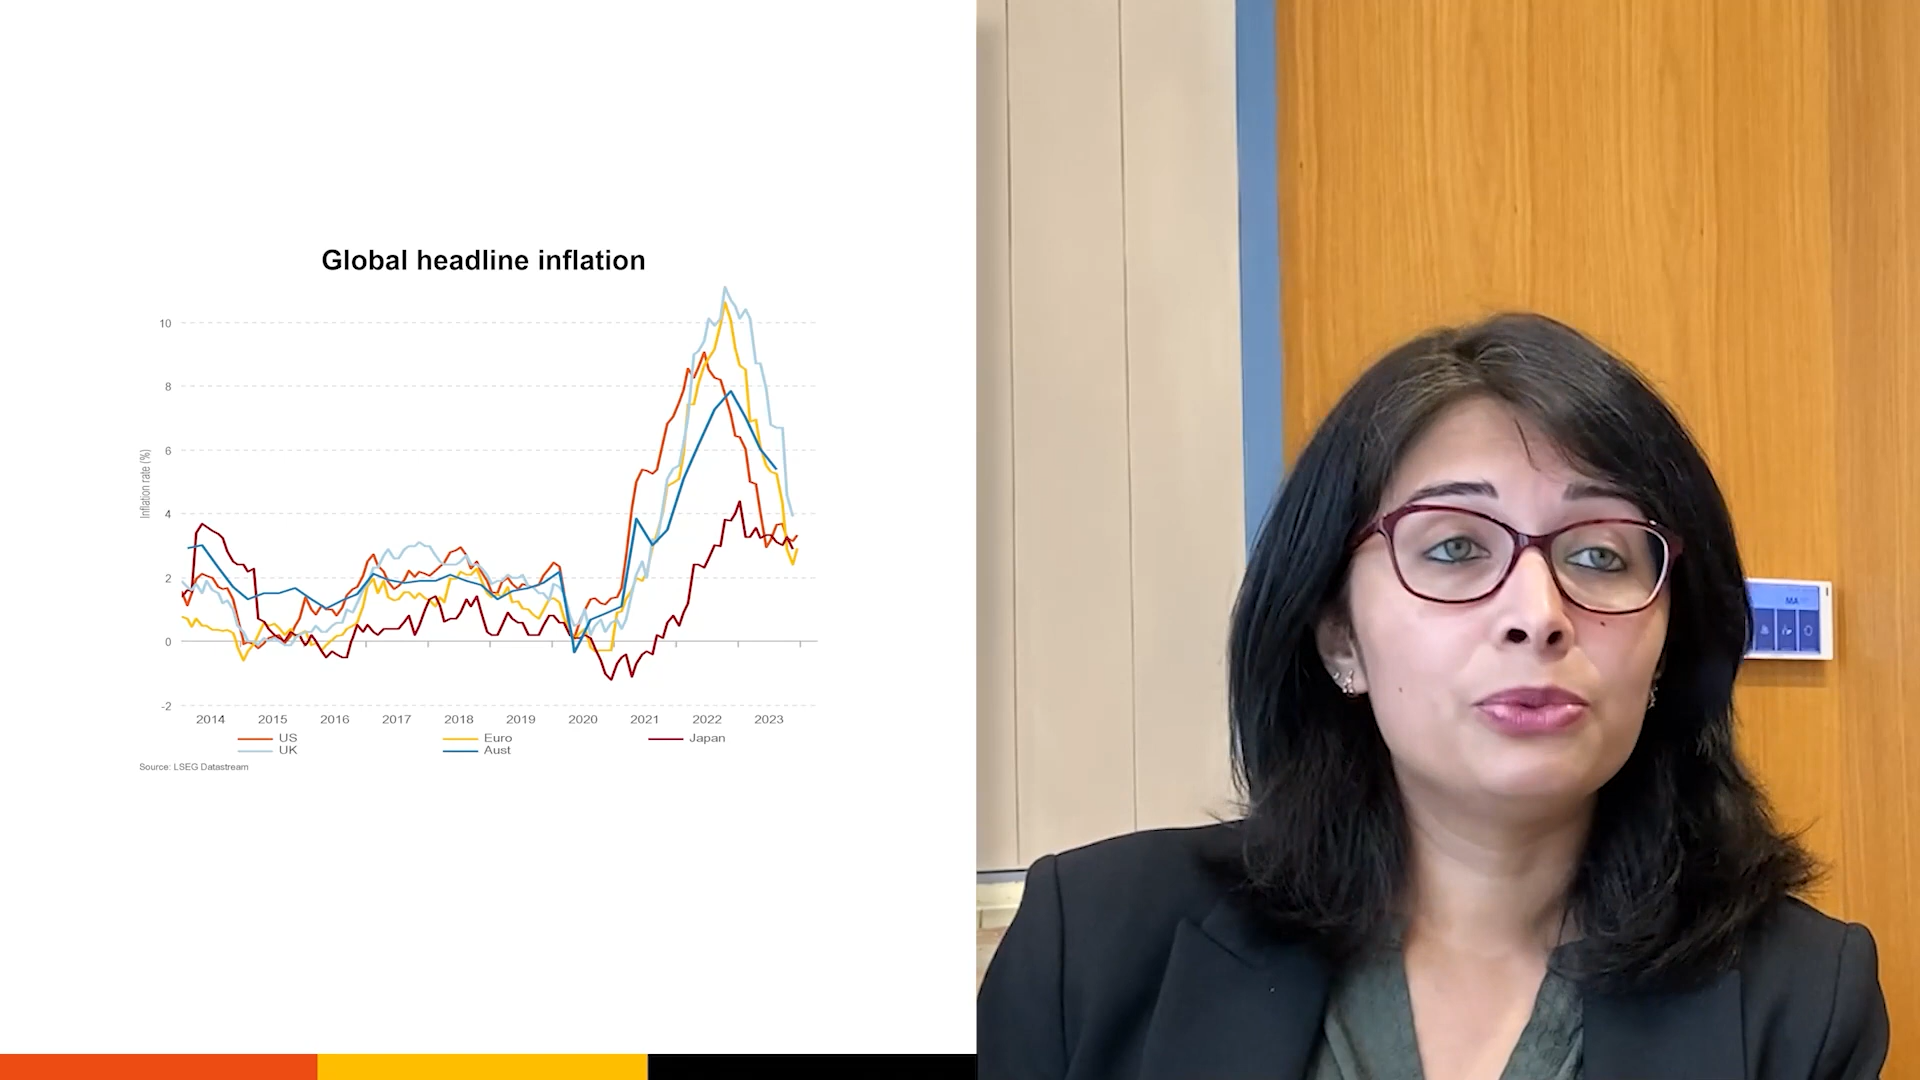 Global headline inflation
10
8
6
4
2
0
-2
Inflation rate (%)
2014 2015 2016 2017 2018 2019 2020 2021 2022 2023
US Euro Japan
UK Aust
Source: LSEG Datastream
MA